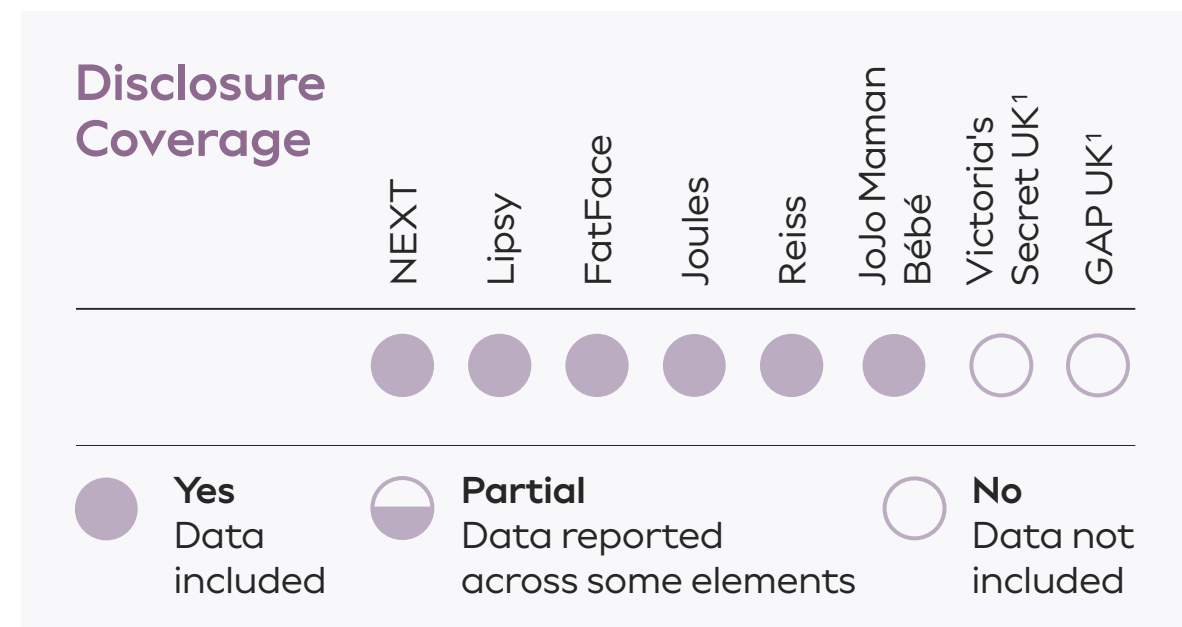 Disclosure
Coverage
NEXT
Lipsy
FatFace
Joules
Reiss
JoJo Maman
Bébé
Victoria's
Secret UK¹
GAP UK¹
Yes
Data
included
Partial
Data reported
across some elements
No
Data not
included